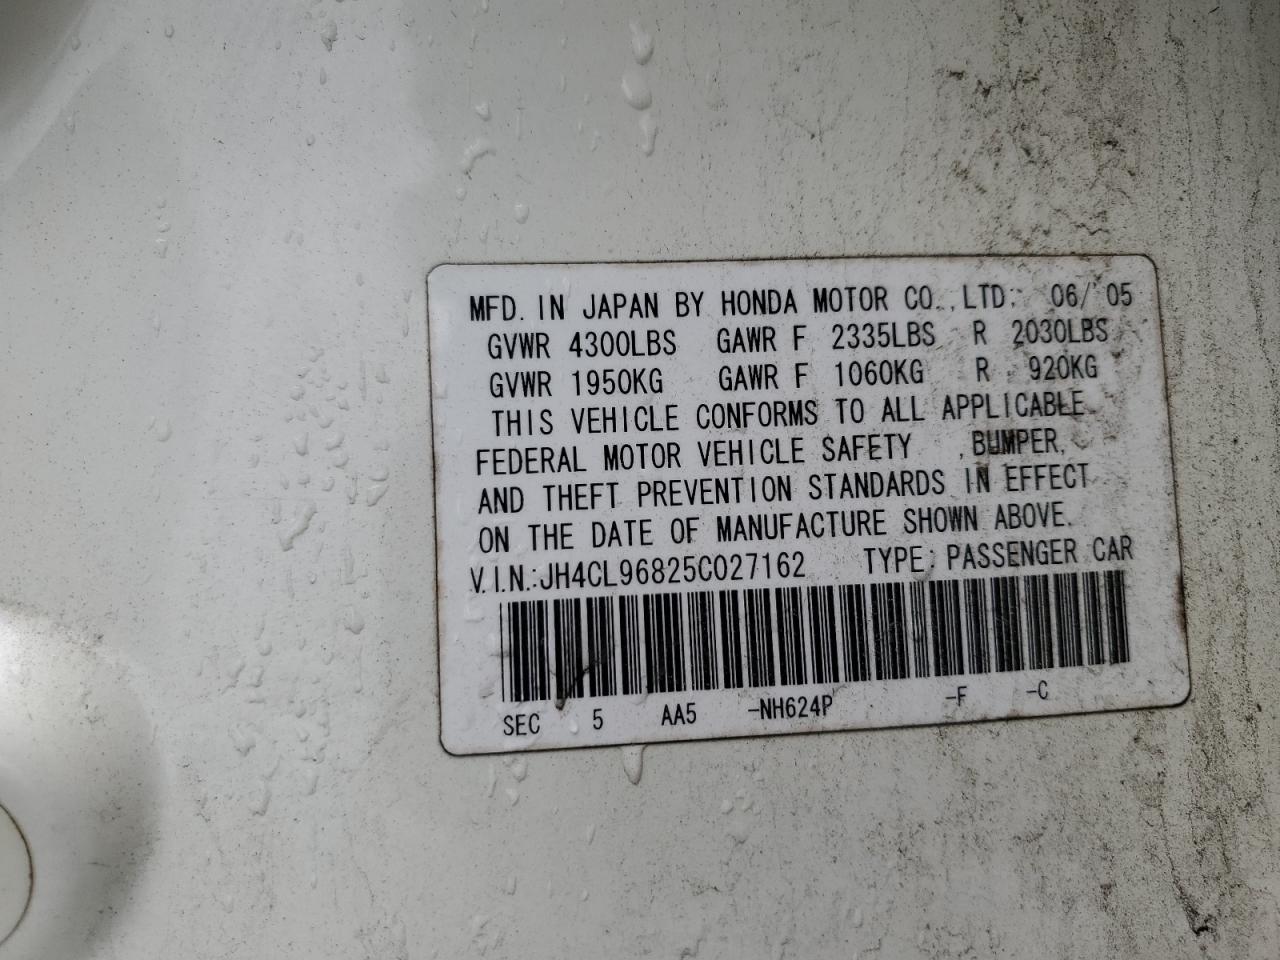 MFD. IN JAPAN BY HONDA MOTOR CO., LTD. 06/ 05
GVWR 4300LBS GAWR F 2335LBS R 2030LBS
GVWR 1950KG GAWR F 1060KG R 920KG
THIS VEHICLE CONFORMS TO ALL APPLICABLE
FEDERAL MOTOR VEHICLE SAFETY , BUMPER,
AND THEFT PREVENTION STANDARDS IN EFFECT
ON THE DATE OF MANUFACTURE SHOWN ABOVE.
V.I.N.:JH4CL96825C027162 TYPE: PASSENGER CAR
SEC 5 AA5 -NH624P -F -C